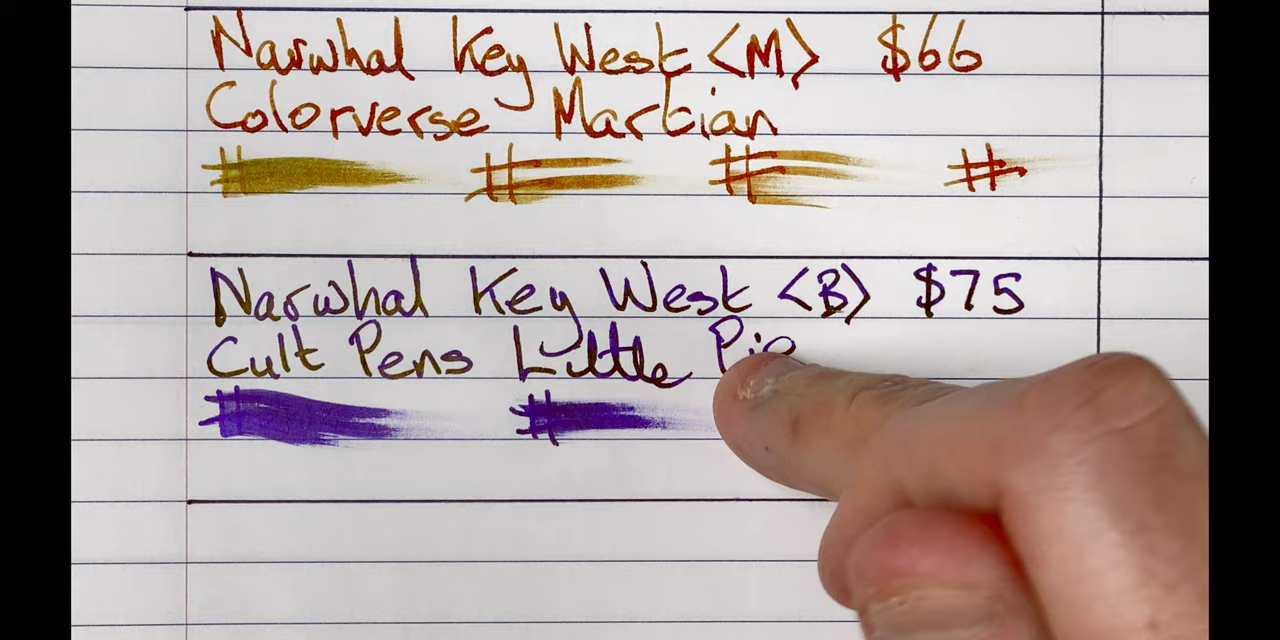 Narwhal Key West <M> $66
Colorverse Martian
# # # #
Narwhal Key West <B> $75
Cult Pens Little
# #